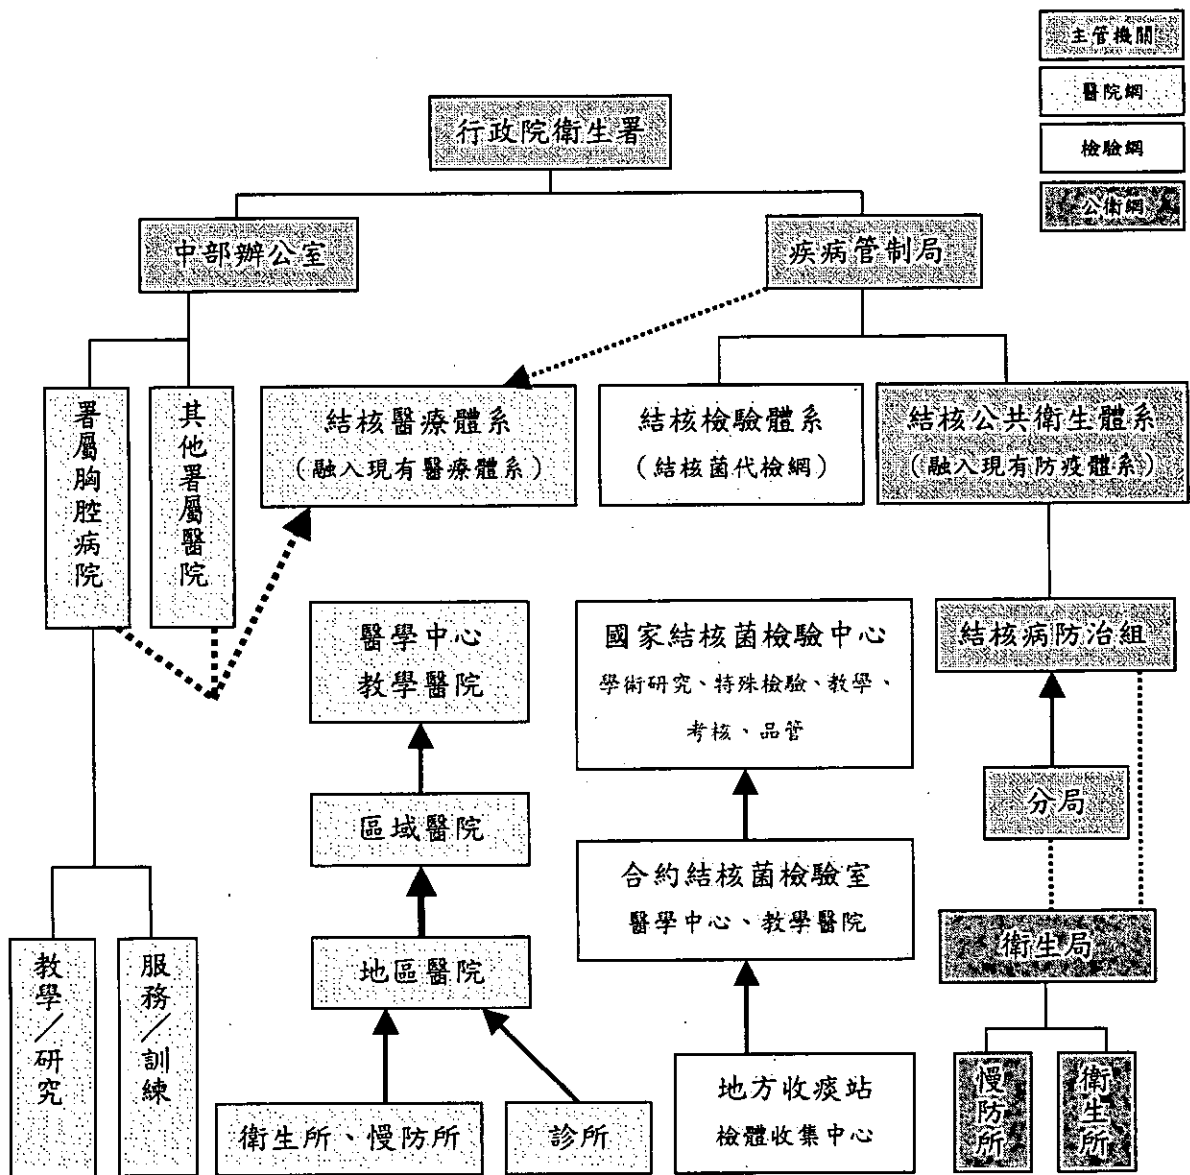 主管機關
醫院網
檢驗網
公衛網
行政院衛生署
中部辦公室
疾病管制局
署屬胸腔病院
其他署屬醫院
結核醫療體系
（融入現有醫療體系）
結核檢驗體系
（結核菌代檢網）
結核公共衛生體系
（融入現有防疫體系）
醫學中心
教學醫院
國家結核菌檢驗中心
學術研究、特殊檢驗、教學、
考核、品管
結核病防治組
區域醫院
分局
合約結核菌檢驗室
醫學中心、教學醫院
地區醫院
衛生局
教學／研究
服務／訓練
衛生所、慢防所
診所
地方收痰站
檢體收集中心
慢防所
衛生所